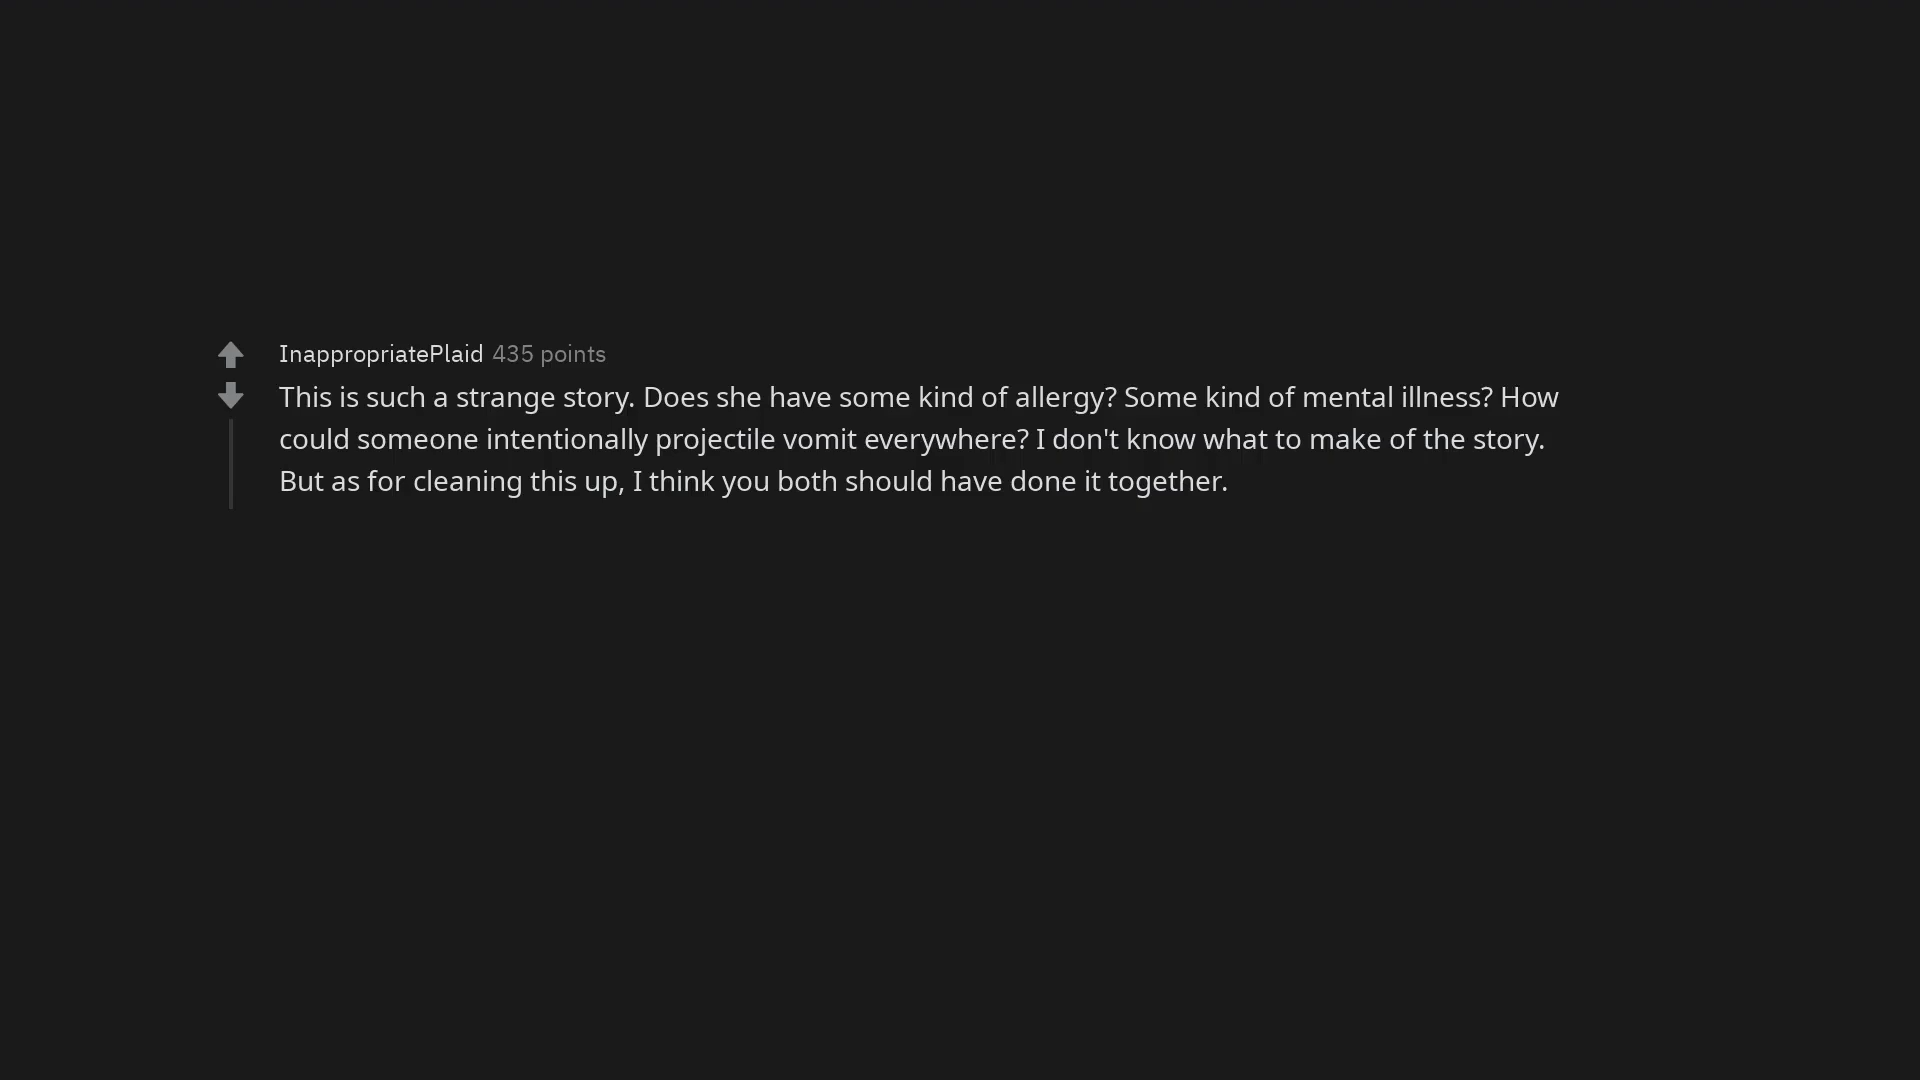 InappropriatePlaid 435 points
This is such a strange story. Does she have some kind of allergy? Some kind of mental illness? How
could someone intentionally projectile vomit everywhere? I don't know what to make of the story.
But as for cleaning this up, I think you both should have done it together.